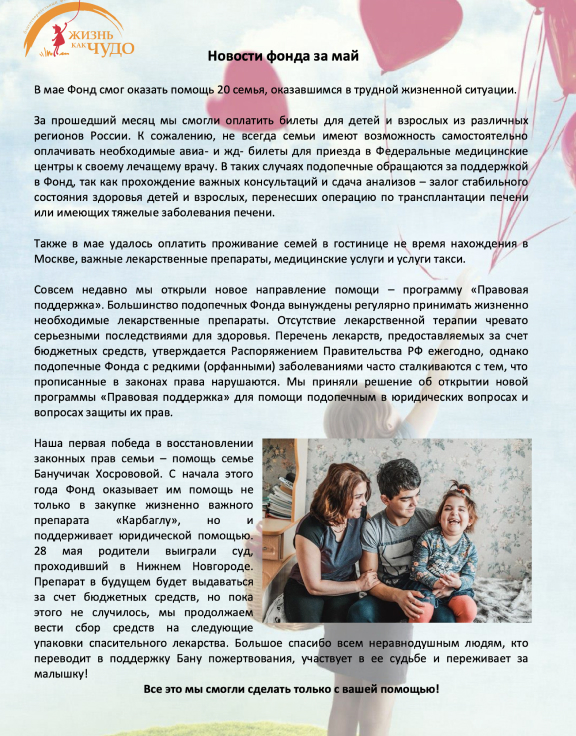 ЖИЗНЬ
КАК ЧУДО
Новости фонда за май
В мае Фонд смог оказать помощь 20 семья, оказавшимся в трудной жизненной ситуации.
За прошедший месяц мы смогли оплатить билеты для детей и взрослых из различных
регионов России. К сожалению, не всегда семьи имеют возможность самостоятельно
оплачивать необходимые авиа- и жд- билеты для приезда в Федеральные медицинские
центры к своему лечащему врачу. В таких случаях подопечные обращаются за поддержкой
в Фонд, так как прохождение важных консультаций и сдача анализов – залог стабильного
состояния здоровья детей и взрослых, перенесших операцию по трансплантации печени
или имеющих тяжелые заболевания печени.
Также в мае удалось оплатить проживание семей в гостинице не время нахождения в
Москве, важные лекарственные препараты, медицинские услуги и услуги такси.
Совсем недавно мы открыли новое направление помощи – программу «Правовая
поддержка». Большинство подопечных Фонда вынуждены регулярно принимать жизненно
необходимые лекарственные препараты. Отсутствие лекарственной терапии чревато
серьезными последствиями для здоровья. Перечень лекарств, предоставляемых за счет
бюджетных средств, утверждается Распоряжением Правительства РФ ежегодно, однако
подопечные Фонда с редкими (орфанными) заболеваниями часто сталкиваются с тем, что
прописанные в законах права нарушаются. Мы приняли решение об открытии новой
программы «Правовая поддержка» для помощи подопечным в юридических вопросах и
вопросах защиты их прав.
Наша первая победа в восстановлении
законных прав семьи – помощь семье
Банучичак Хосрововой. С начала этого
года Фонд оказывает им помощь не
только в закупке жизненно важного
препарата «Карбаглу», но и
поддерживает юридической помощью.
28 мая родители выиграли суд,
проходивший в Нижнем Новгороде.
Препарат в будущем будет выдаваться
за счет бюджетных средств, но пока
этого не случилось, мы продолжаем
вести сбор средств на следующие
упаковки спасительного лекарства. Большое спасибо всем неравнодушным людям, кто
переводит в поддержку Бану пожертвования, участвует в ее судьбе и переживает за
малышку!
Все это мы смогли сделать только с вашей помощью!